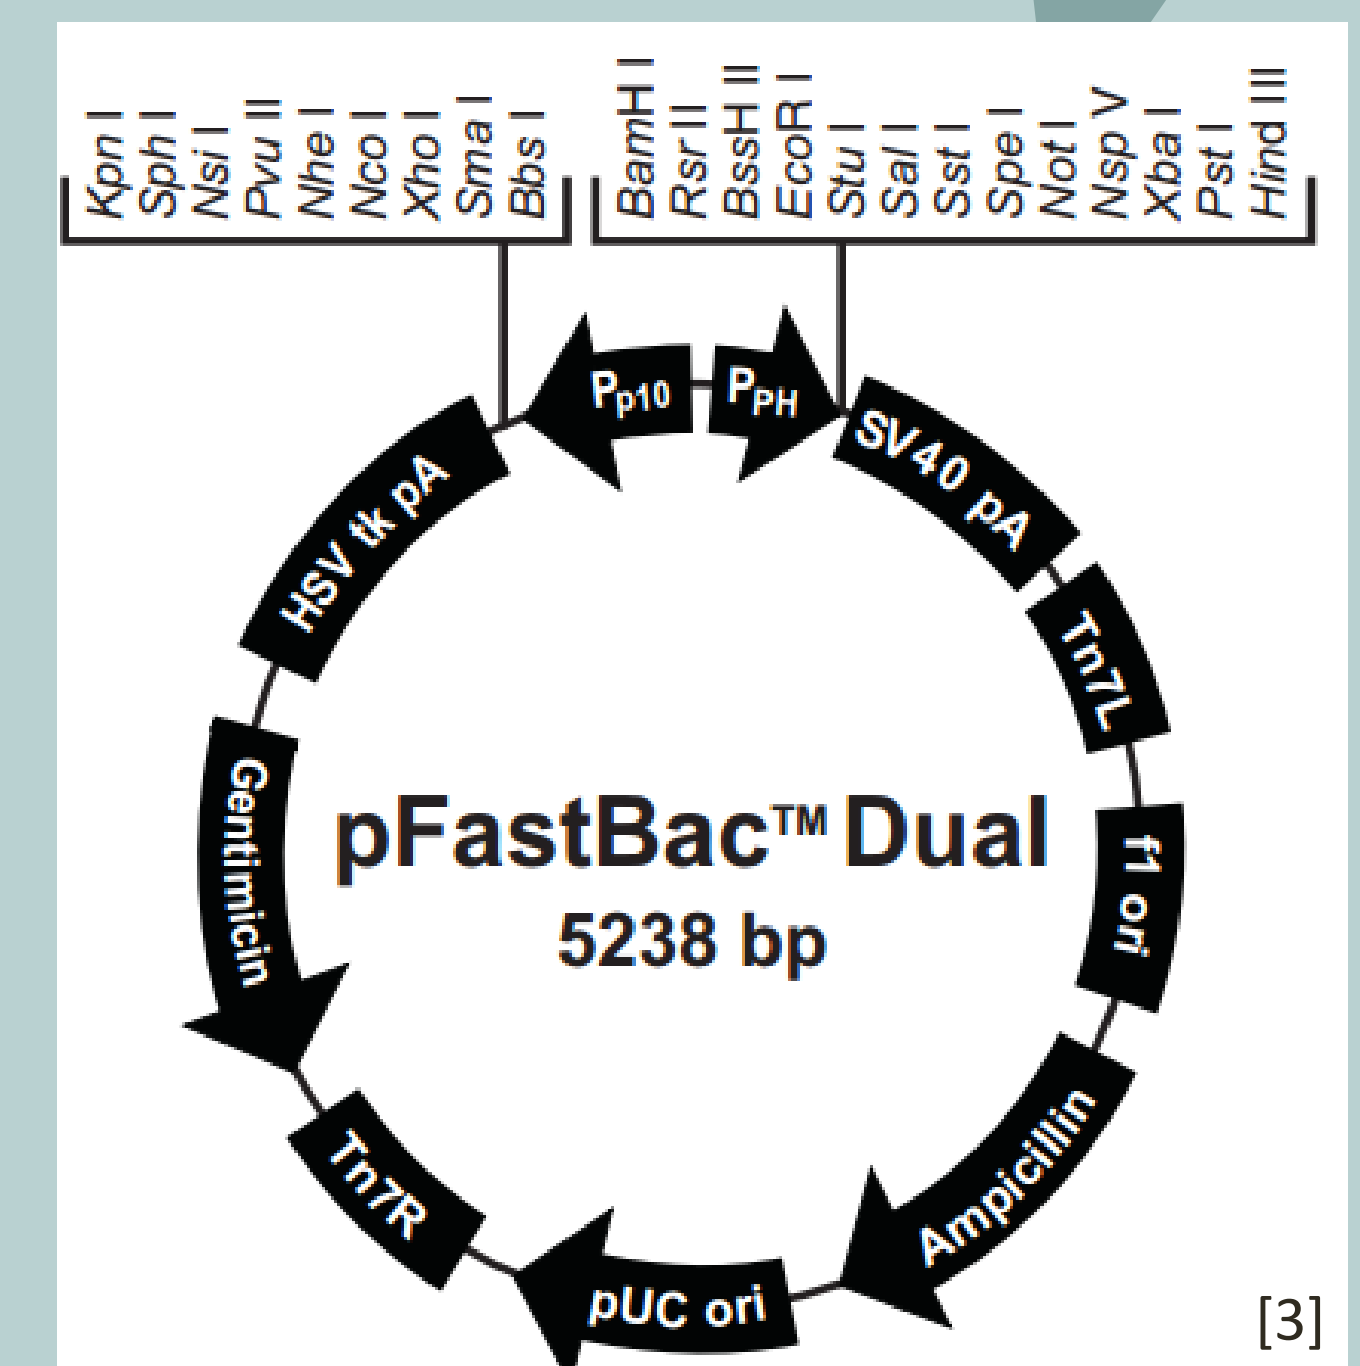 Kpn I
Sph I
Nsi I
Pvu II
Nhe I
Nco I
Xho I
Sma I
Bbs I
BamH I
Rsr II
BssH II
EcoR I
Stu I
Sal I
Sst I
Spe I
Not I
Nsp V
Xba I
Pst I
Hind III
Pp10
PPH
SV40 pA
HSV tk pA
Tn7L
Gentimicin
pFastBac™ Dual
5238 bp
f1 ori
Ampicillin
Tn7R
pUC ori
[3]